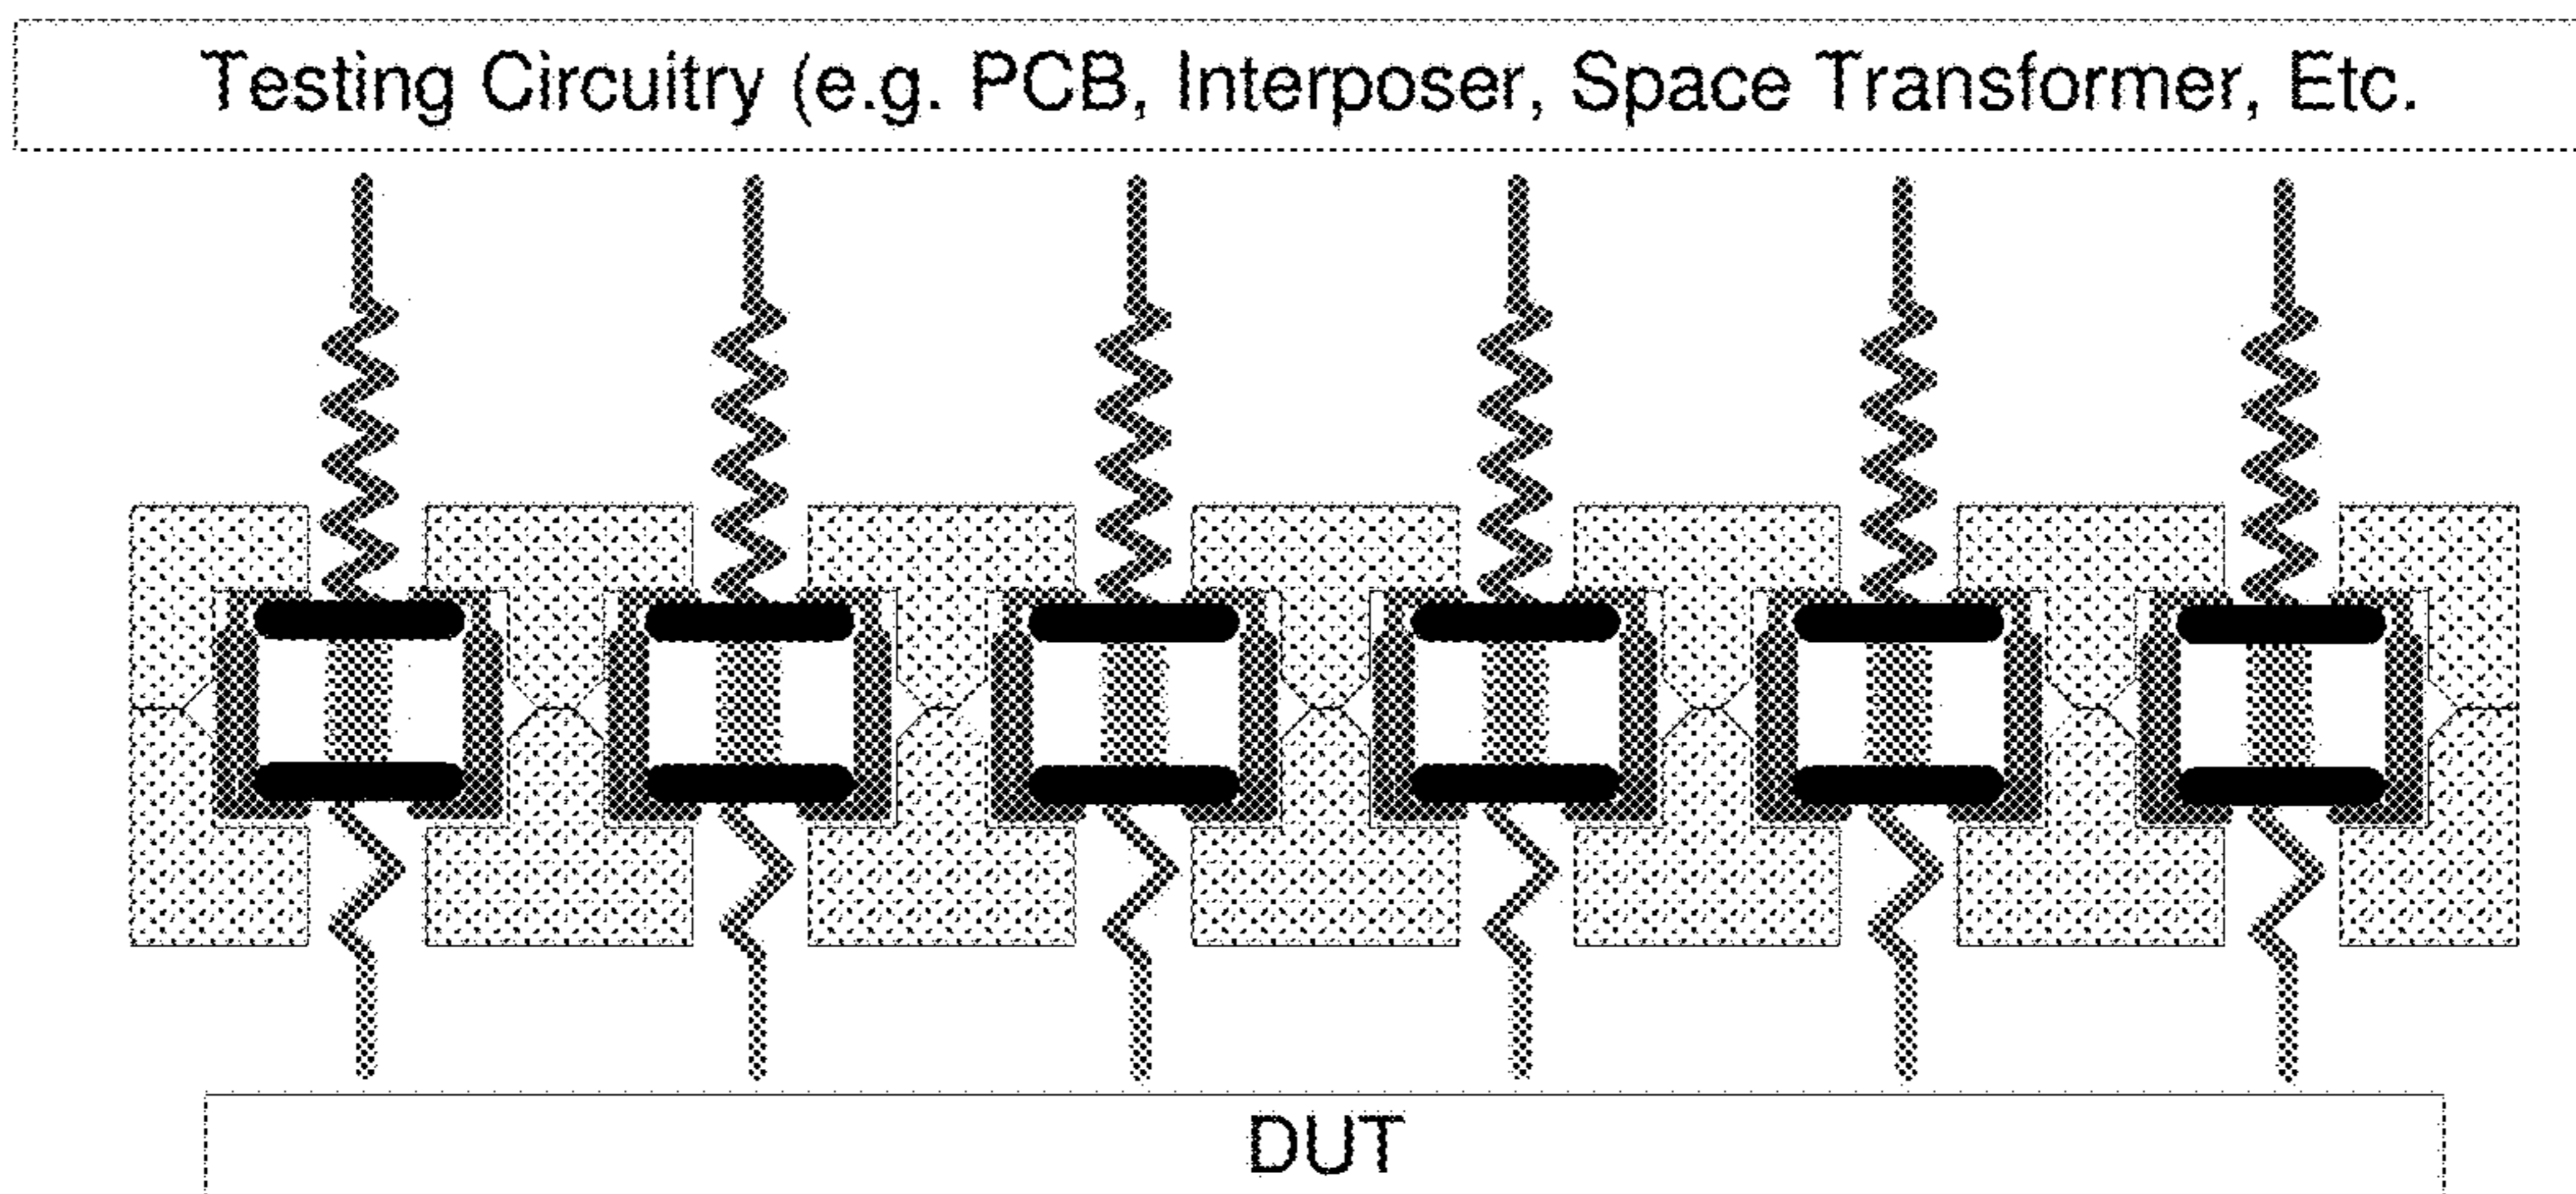 Testing Circuitry (e.g. PCB, Interposer, Space Transformer, Etc.
DUT